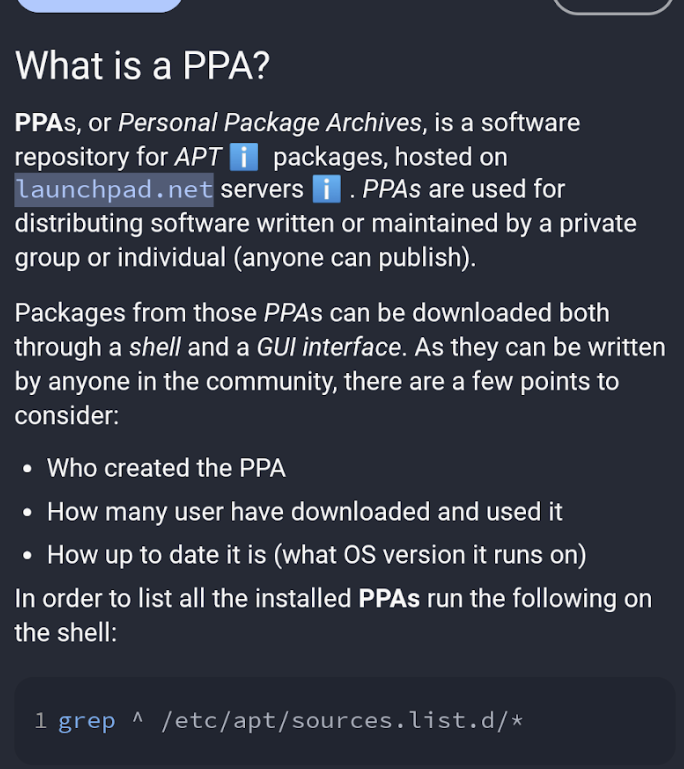 What is a PPA?
PPAs, or Personal Package Archives, is a software
repository for APT ℹ️ packages, hosted on
launchpad.net servers ℹ️ . PPAs are used for
distributing software written or maintained by a private
group or individual (anyone can publish).
Packages from those PPAs can be downloaded both
through a shell and a GUI interface. As they can be written
by anyone in the community, there are a few points to
consider:
• Who created the PPA
• How many user have downloaded and used it
• How up to date it is (what OS version it runs on)
In order to list all the installed PPAs run the following on
the shell:
1 grep ^ /etc/apt/sources.list.d/*